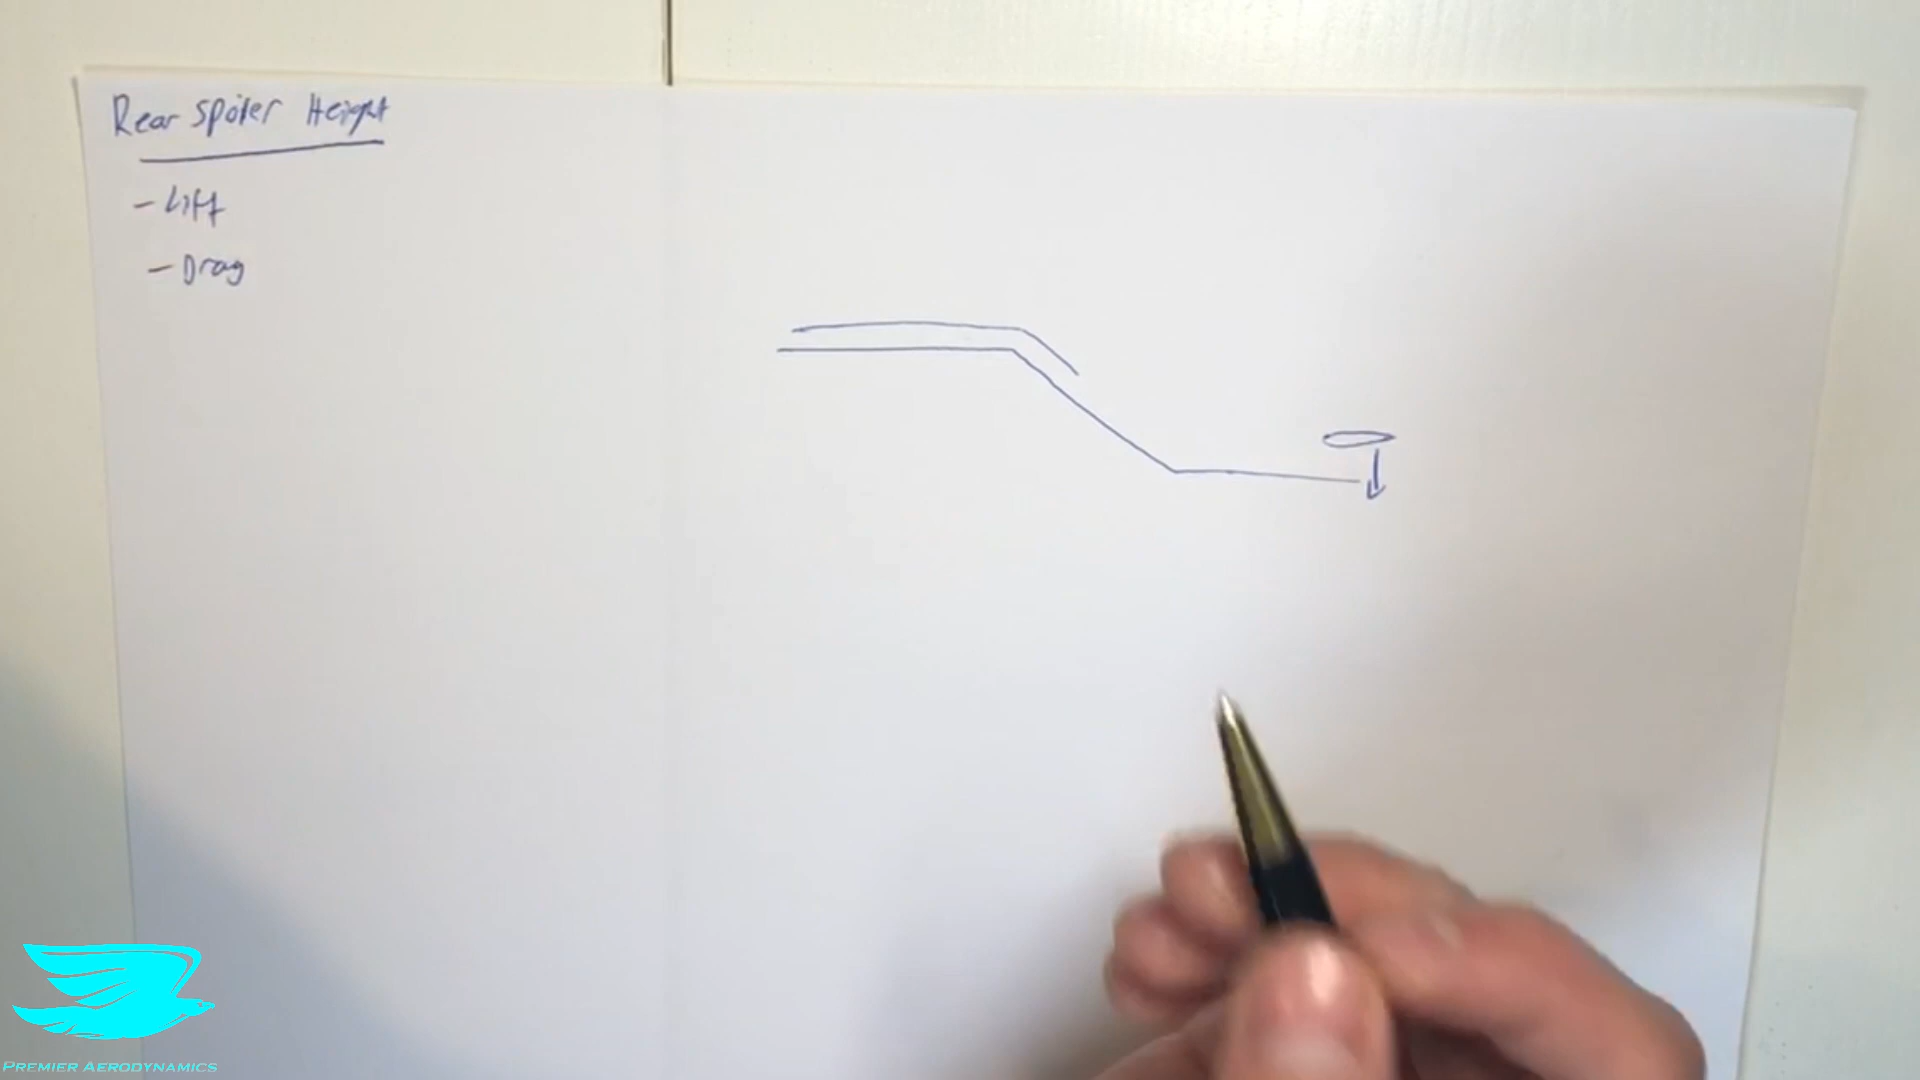 Rear Spoiler Height
- Lift
- Drag
PREMIER AERODYNAMICS